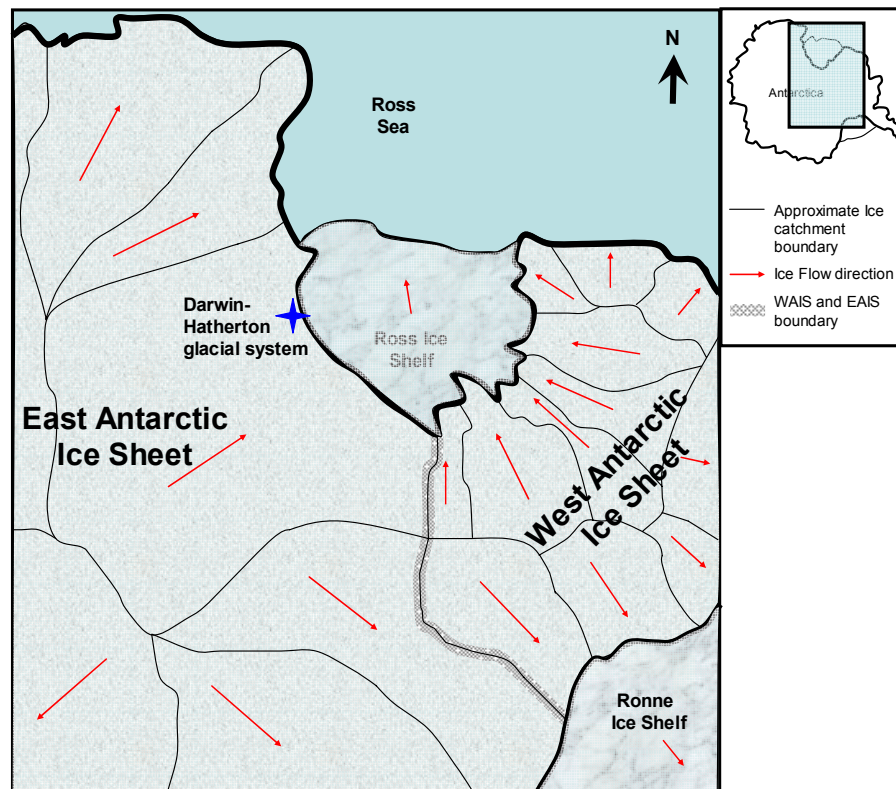 N
Ross
Sea
Darwin-
Hatherton
glacial system
Ross Ice
Shelf
East Antarctic
Ice Sheet
West Antarctic
Ice Sheet
Ronne
Ice Shelf
Antarctica
Approximate Ice
catchment
boundary
Ice Flow direction
WAIS and EAIS
boundary